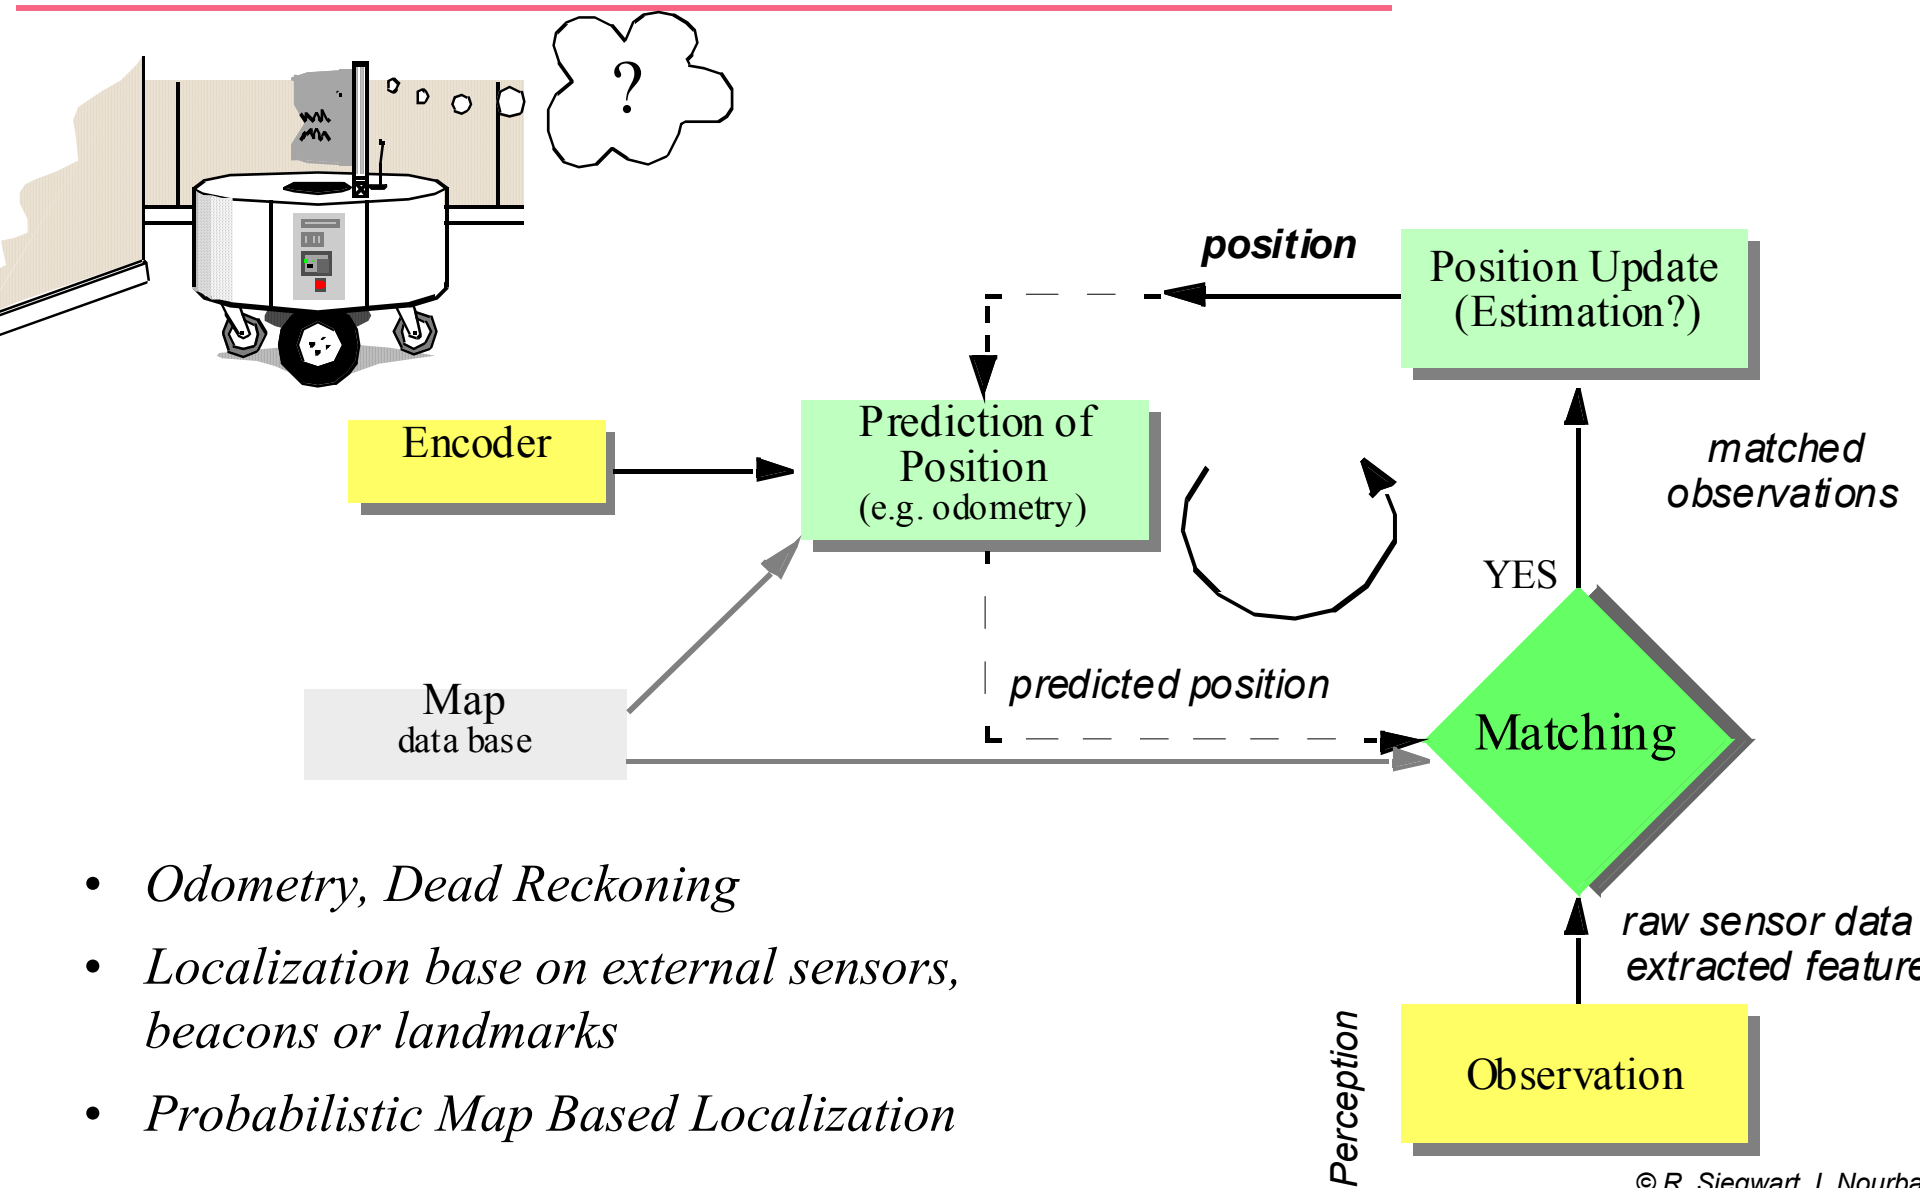 ?
position
Position Update
(Estimation?)
Encoder
Prediction of
Position
(e.g. odometry)
matched
observations
YES
Map
data base
predicted position
Matching
• Odometry, Dead Reckoning
• Localization base on external sensors,
beacons or landmarks
• Probabilistic Map Based Localization
raw sensor data
extracted feature
Perception
Observation
© R. Siegwart, I. Nourba